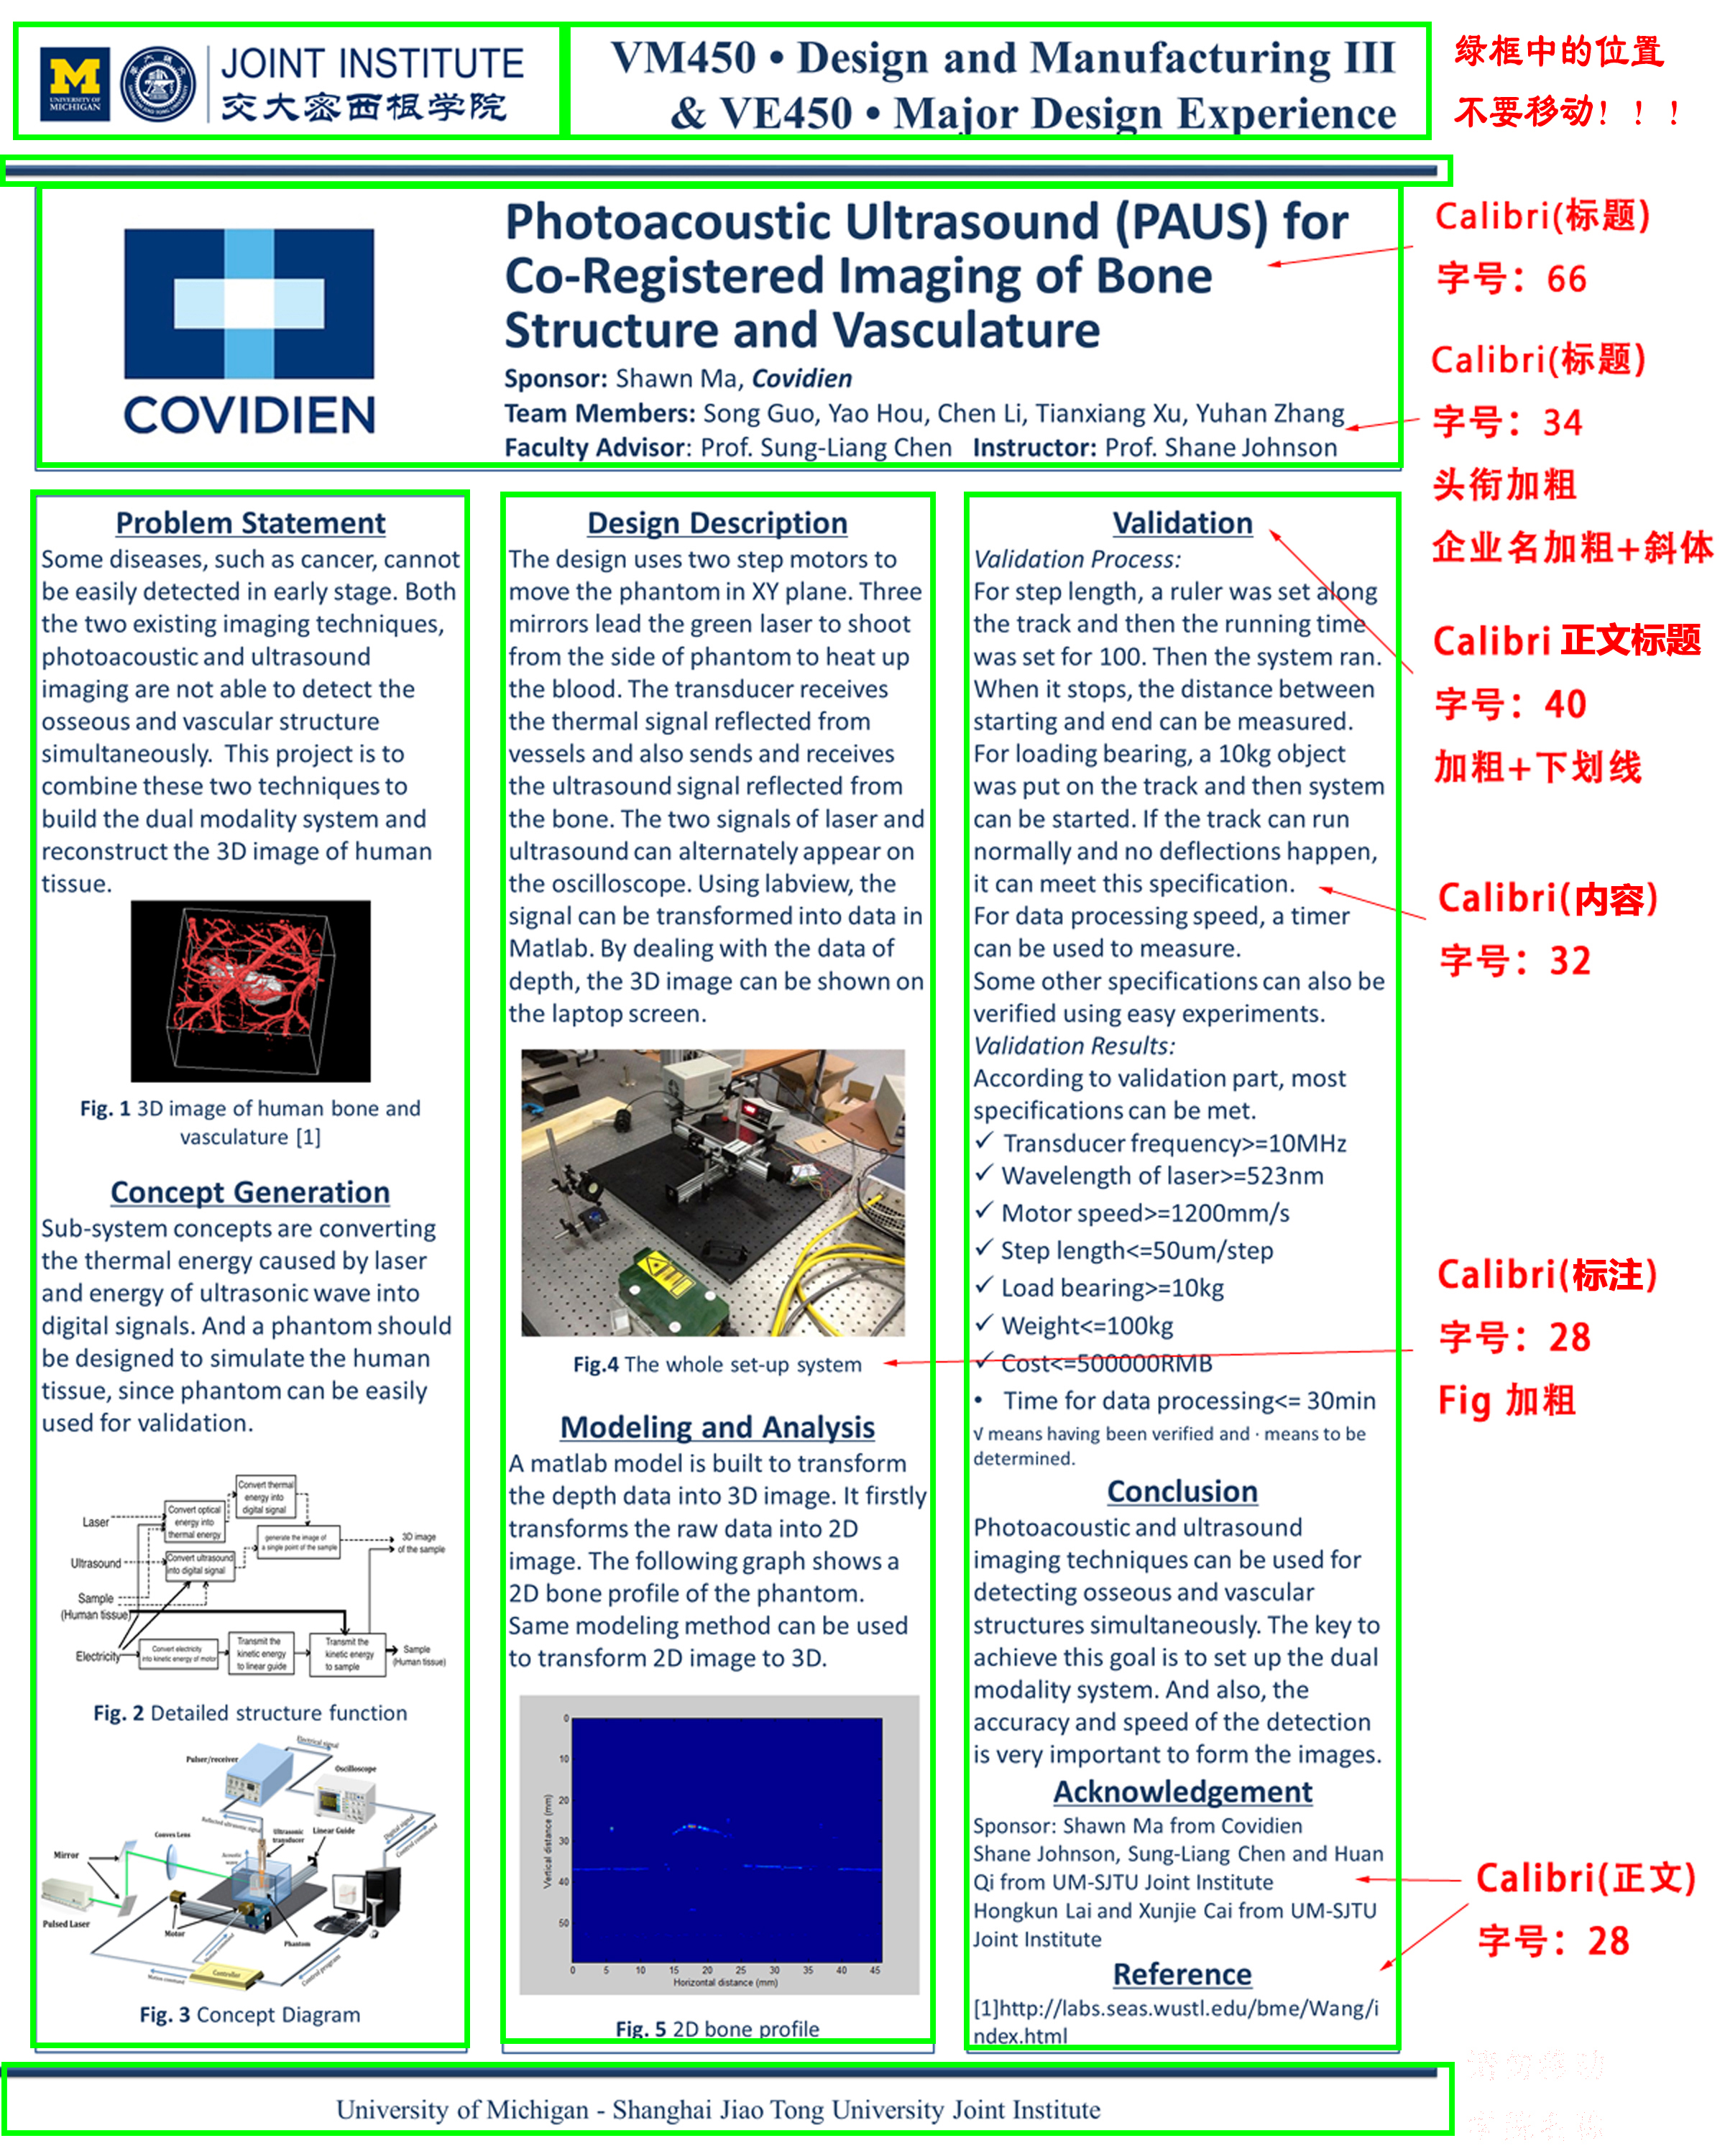 M
UNIVERSITY OF
MICHIGAN
JOINT INSTITUTE
交大密西根学院
VM450 • Design and Manufacturing III
& VE450 • Major Design Experience
绿框中的位置
不要移动！！！
COVIDIEN
Photoacoustic Ultrasound (PAUS) for
Co-Registered Imaging of Bone
Structure and Vasculature
Sponsor: Shawn Ma, Covidien
Team Members: Song Guo, Yao Hou, Chen Li, Tianxiang Xu, Yuhan Zhang
Faculty Advisor: Prof. Sung-Liang Chen Instructor: Prof. Shane Johnson
Calibri(标题)
字号：66
Calibri(标题)
字号：34
头衔加粗
企业名加粗+斜体
Problem Statement
Some diseases, such as cancer, cannot
be easily detected in early stage. Both
the two existing imaging techniques,
photoacoustic and ultrasound
imaging are not able to detect the
osseous and vascular structure
simultaneously. This project is to
combine these two techniques to
build the dual modality system and
reconstruct the 3D image of human
tissue.
Fig. 1 3D image of human bone and
vasculature [1]
Concept Generation
Sub-system concepts are converting
the thermal energy caused by laser
and energy of ultrasonic wave into
digital signals. And a phantom should
be designed to simulate the human
tissue, since phantom can be easily
used for validation.
Convert thermal
energy into
digital signal
Convert optical
energy into
thermal energy
Laser
generate the image of
a single point of the sample
3D image
of the sample
Ultrasound
Convert ultrasound
into digital signal
Sample
(Human tissue)
Electricity
Convert electricity
into kinetic energy of motor
Transmit the
kinetic energy
to linear guide
Transmit the
kinetic energy
to sample
Sample
(Human tissue)
Fig. 2 Detailed structure function
Electrical signal
Pulser/receiver
Oscilloscope
Reflected ultrasonic signal
Ultrasonic
transducer
Linear Guide
Digital signal
Control command
Convex Lens
Acoustic
wave
Mirror
Pulsed Laser
Motor
Phantom
Motion command
Motion command
Controller
Control program
Fig. 3 Concept Diagram
Design Description
The design uses two step motors to
move the phantom in XY plane. Three
mirrors lead the green laser to shoot
from the side of phantom to heat up
the blood. The transducer receives
the thermal signal reflected from
vessels and also sends and receives
the ultrasound signal reflected from
the bone. The two signals of laser and
ultrasound can alternately appear on
the oscilloscope. Using labview, the
signal can be transformed into data in
Matlab. By dealing with the data of
depth, the 3D image can be shown on
the laptop screen.
Fig.4 The whole set-up system
Modeling and Analysis
A matlab model is built to transform
the depth data into 3D image. It firstly
transforms the raw data into 2D
image. The following graph shows a
2D bone profile of the phantom.
Same modeling method can be used
to transform 2D image to 3D.
0
10
20
30
40
50
Vertical distance (mm)
0 5 10 15 20 25 30 35 40 45
Horizontal distance (mm)
Fig. 5 2D bone profile
Validation
Validation Process:
For step length, a ruler was set along
the track and then the running time
was set for 100. Then the system ran.
When it stops, the distance between
starting and end can be measured.
For loading bearing, a 10kg object
was put on the track and then system
can be started. If the track can run
normally and no deflections happen,
it can meet this specification.
For data processing speed, a timer
can be used to measure.
Some other specifications can also be
verified using easy experiments.
Validation Results:
According to validation part, most
specifications can be met.
✓ Transducer frequency>=10MHz
✓ Wavelength of laser>=523nm
✓ Motor speed>=1200mm/s
✓ Step length<=50um/step
✓ Load bearing>=10kg
✓ Weight<=100kg
✓ Cost<=500000RMB
• Time for data processing<= 30min
√ means having been verified and · means to be
determined.
Conclusion
Photoacoustic and ultrasound
imaging techniques can be used for
detecting osseous and vascular
structures simultaneously. The key to
achieve this goal is to set up the dual
modality system. And also, the
accuracy and speed of the detection
is very important to form the images.
Acknowledgement
Sponsor: Shawn Ma from Covidien
Shane Johnson, Sung-Liang Chen and Huan
Qi from UM-SJTU Joint Institute
Hongkun Lai and Xunjie Cai from UM-SJTU
Joint Institute
Reference
[1]http://labs.seas.wustl.edu/bme/Wang/i
ndex.html
Calibri 正文标题
字号：40
加粗+下划线
Calibri(内容)
字号：32
Calibri(标注)
字号：28
Fig 加粗
Calibri(正文)
字号：28
University of Michigan - Shanghai Jiao Tong University Joint Institute